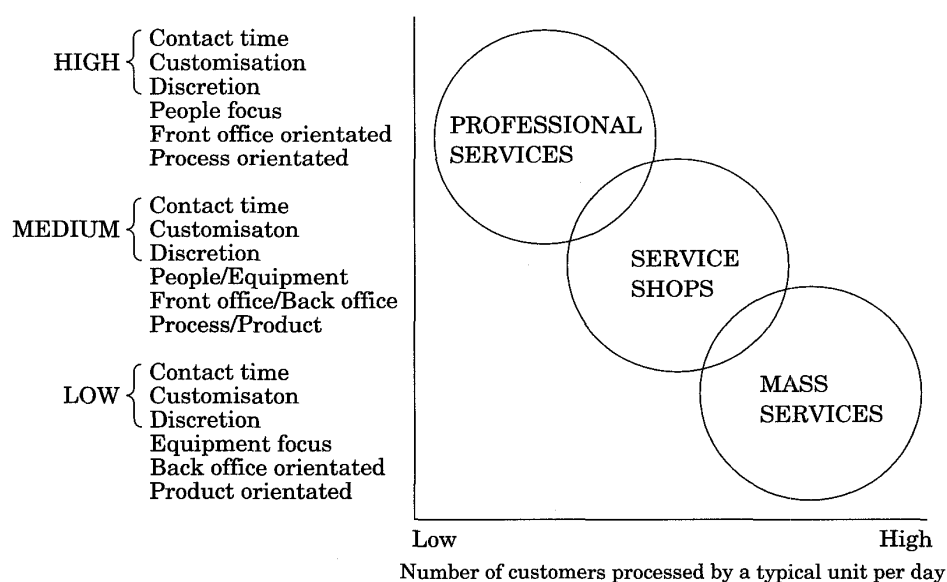 HIGH
Contact time
Customisation
Discretion
People focus
Front office orientated
Process orientated
MEDIUM
Contact time
Customisaton
Discretion
People/Equipment
Front office/Back office
Process/Product
LOW
Contact time
Customisaton
Discretion
Equipment focus
Back office orientated
Product orientated
PROFESSIONAL
SERVICES
SERVICE
SHOPS
MASS
SERVICES
Low
High
Number of customers processed by a typical unit per day